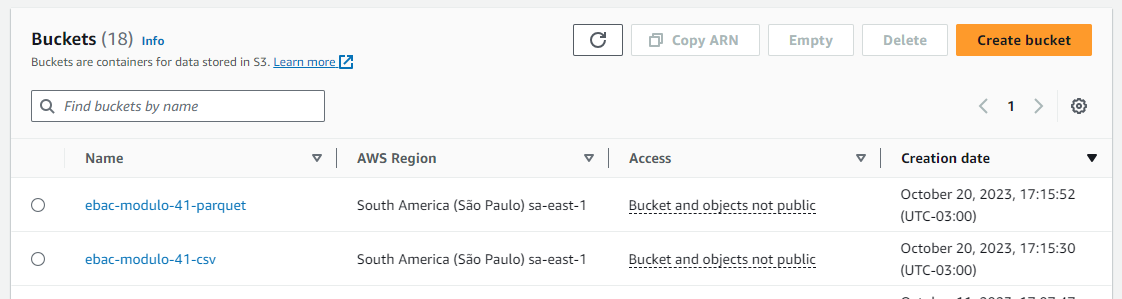 Buckets (18) Info
Copy ARN
Empty
Delete
Create bucket
Buckets are containers for data stored in S3. Learn more
Find buckets by name
1
Name
AWS Region
Access
Creation date
ebac-modulo-41-parquet
South America (São Paulo) sa-east-1
Bucket and objects not public
October 20, 2023, 17:15:52
(UTC-03:00)
ebac-modulo-41-csv
South America (São Paulo) sa-east-1
Bucket and objects not public
October 20, 2023, 17:15:30
(UTC-03:00)